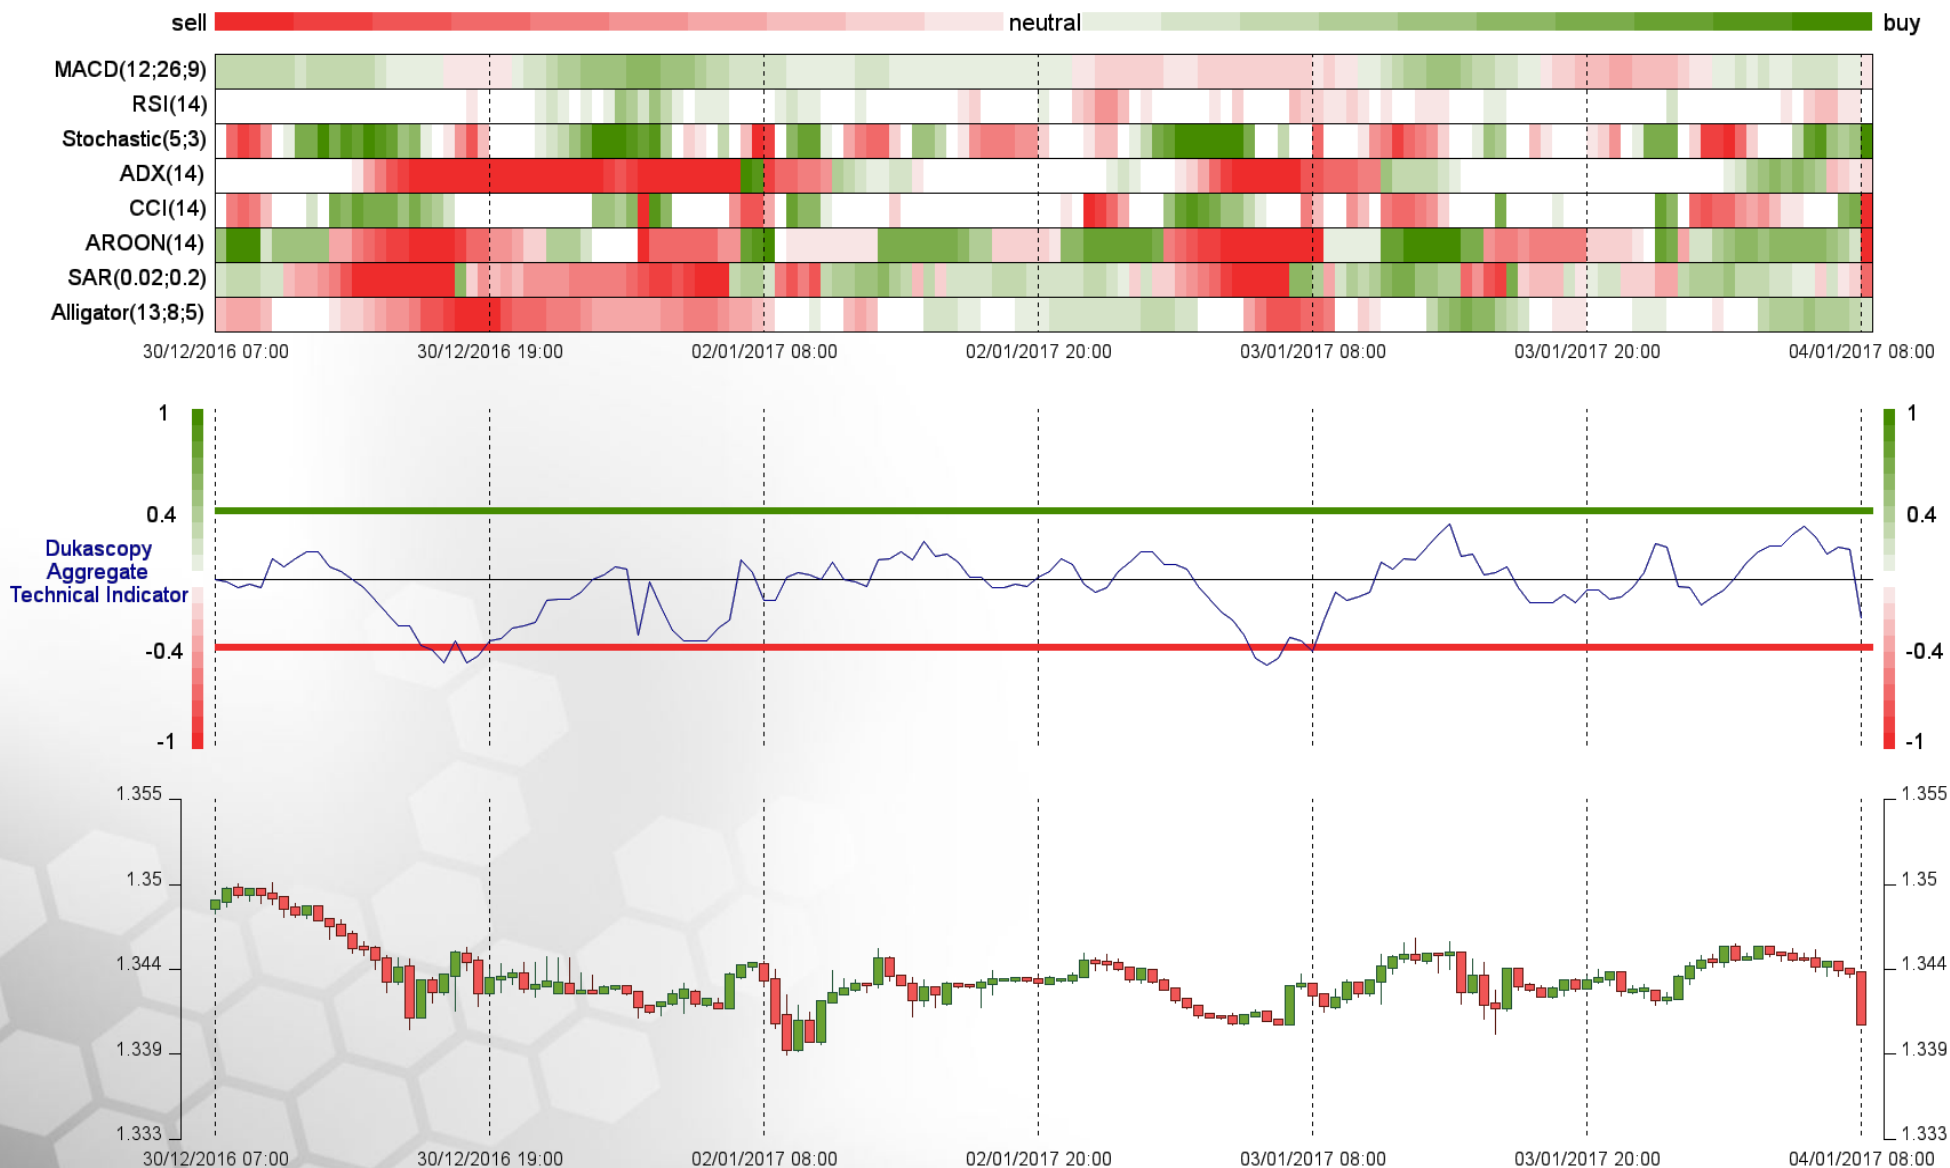 sell neutral buy
MACD(12;26;9)
RSI(14)
Stochastic(5;3)
ADX(14)
CCI(14)
AROON(14)
SAR(0.02;0.2)
Alligator(13;8;5)
30/12/2016 07:00 30/12/2016 19:00 02/01/2017 08:00 02/01/2017 20:00 03/01/2017 08:00 03/01/2017 20:00 04/01/2017 08:00
1 1
0.4 0.4
Dukascopy
Aggregate
Technical Indicator
-0.4 -0.4
-1 -1
1.355 1.355
1.35 1.35
1.344 1.344
1.339 1.339
1.333 1.333
30/12/2016 07:00 30/12/2016 19:00 02/01/2017 08:00 02/01/2017 20:00 03/01/2017 08:00 03/01/2017 20:00 04/01/2017 08:00